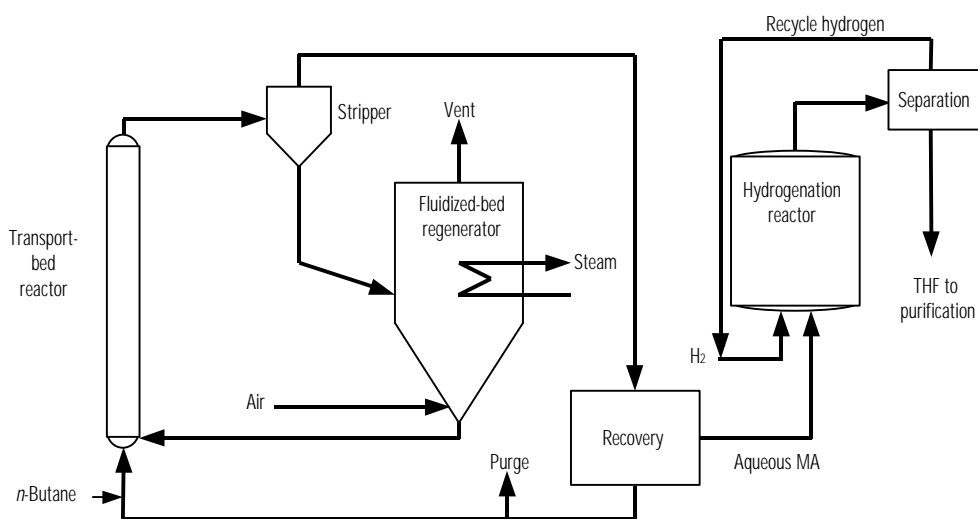 Recycle hydrogen
Stripper
Vent
Separation
Fluidized-bed
regenerator
Hydrogenation
reactor
Transport-
bed
reactor
Steam
THF to
purification
H2
Air
Recovery
Purge
Aqueous MA
n-Butane